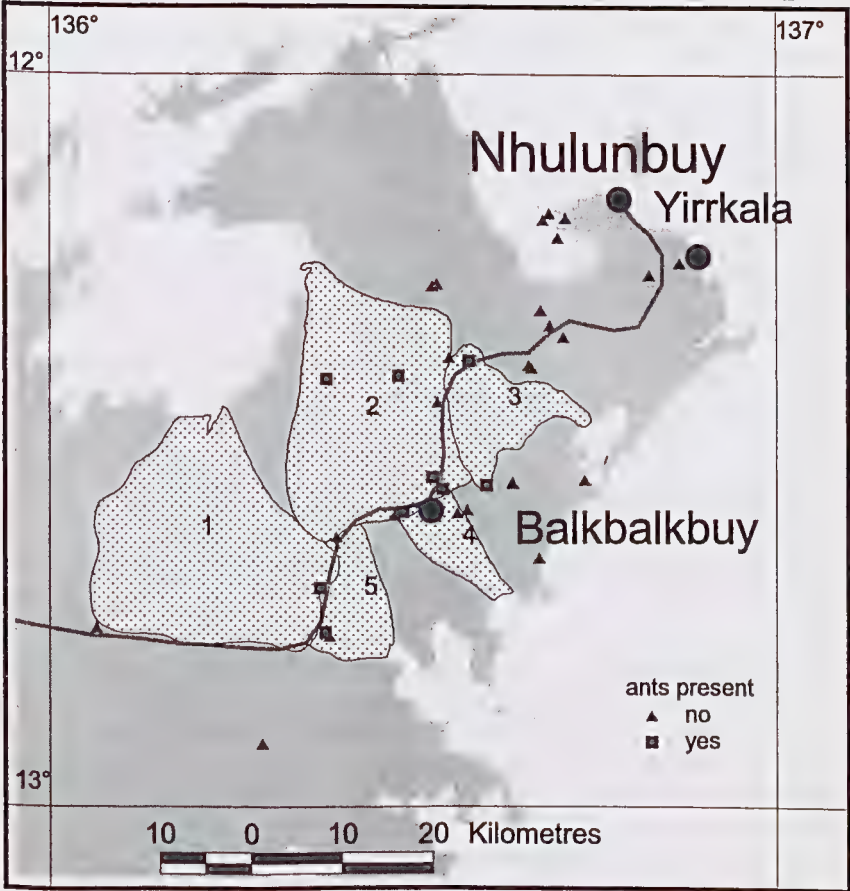 136°
137°
12°
Nhulunbuy
Yirrkala
2
3
1
Balkbalkbuy
4
5
ants present
no
yes
13°
10 0 10 20 Kilometres